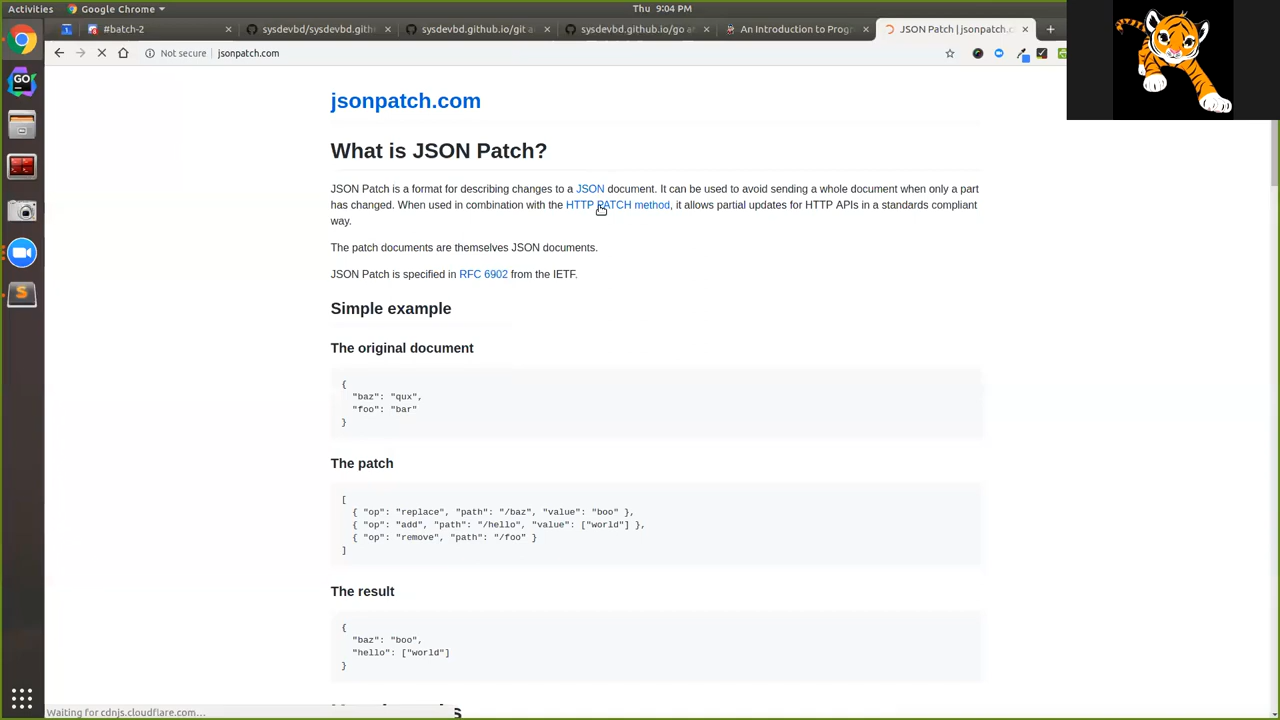 Activities
Google Chrome
Thu 9:04 PM
#batch-2
sysdevbd/sysdevbd.github
sysdevbd.github.io/git a
sysdevbd.github.io/go a
An Introduction to Progr
JSON Patch | jsonpatch.c
Not secure | jsonpatch.com
jsonpatch.com
What is JSON Patch?
JSON Patch is a format for describing changes to a JSON document. It can be used to avoid sending a whole document when only a part
has changed. When used in combination with the HTTP PATCH method, it allows partial updates for HTTP APIs in a standards compliant
way.
The patch documents are themselves JSON documents.
JSON Patch is specified in RFC 6902 from the IETF.
Simple example
The original document
{
"baz": "qux",
"foo": "bar"
}
The patch
[
{ "op": "replace", "path": "/baz", "value": "boo" },
{ "op": "add", "path": "/hello", "value": ["world"] },
{ "op": "remove", "path": "/foo" }
]
The result
{
"baz": "boo",
"hello": ["world"]
}
GO
S
Waiting for cdnjs.cloudflare.com...